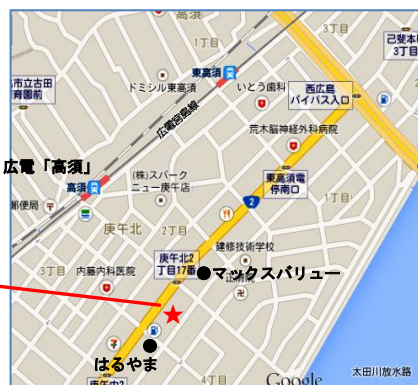 高須
1丁目
己斐本
3丁目
東高須
いとう歯科
西広島
バイパス入口
市立古田
育園前
ドミシル東高須
広電宮島線
荒木脳神経外科病院
広電「高須」
(株)スパーク
ニュー庚午店
東高須電
停南口
高須
郵便局
2
庚午北
2丁目
1丁目
建修技術学校
3丁目
内藤内科医院
庚午北2
丁目17番
マックスバリュー
正清院
はるやま
4丁目
庚午中2
Google
太田川放水路